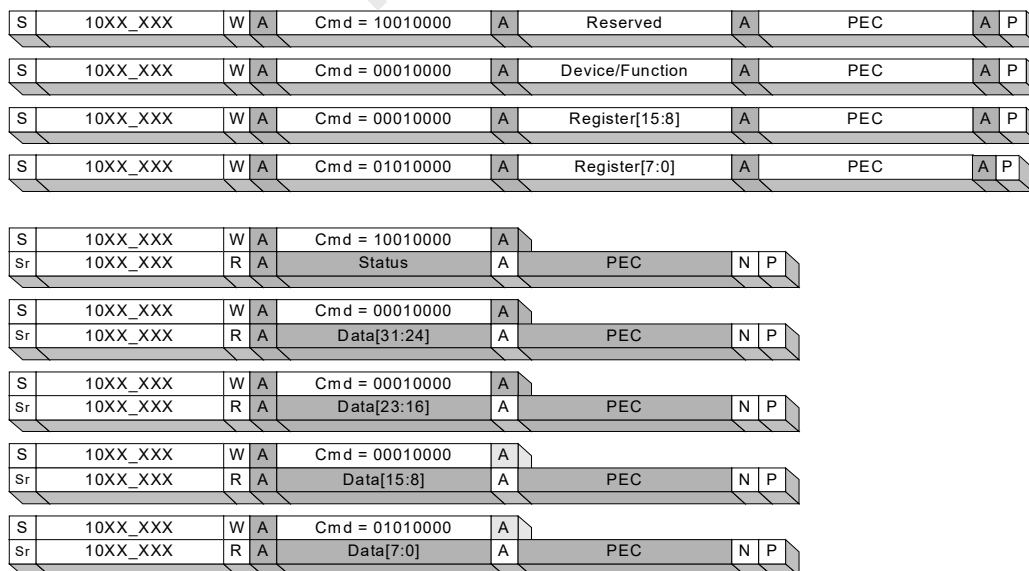 S 10XX_XXX W A Cmd = 10010000 A Reserved A PEC A P
S 10XX_XXX W A Cmd = 00010000 A Device/Function A PEC A P
S 10XX_XXX W A Cmd = 00010000 A Register[15:8] A PEC A P
S 10XX_XXX W A Cmd = 01010000 A Register[7:0] A PEC A P
S 10XX_XXX W A Cmd = 10010000 A
Sr 10XX_XXX R A Status A PEC N P
S 10XX_XXX W A Cmd = 00010000 A
Sr 10XX_XXX R A Data[31:24] A PEC N P
S 10XX_XXX W A Cmd = 00010000 A
Sr 10XX_XXX R A Data[23:16] A PEC N P
S 10XX_XXX W A Cmd = 00010000 A
Sr 10XX_XXX R A Data[15:8] A PEC N P
S 10XX_XXX W A Cmd = 01010000 A
Sr 10XX_XXX R A Data[7:0] A PEC N P